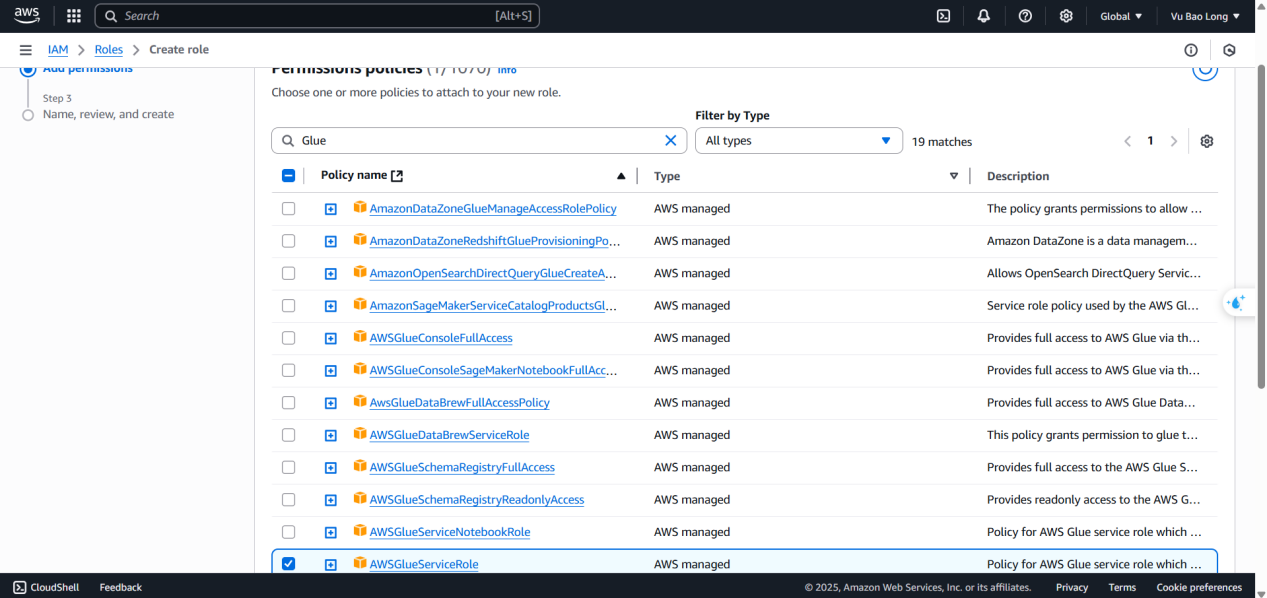 aws
Search [Alt+S] Global Vu Bao Long
IAM Roles Create role
Add permissions
Step 3
Name, review, and create
Permissions policies (1/1070) Info
Choose one or more policies to attach to your new role.
Filter by Type
Glue All types 19 matches 1
Policy name Type Description
AmazonDataZoneGlueManageAccessRolePolicy AWS managed The policy grants permissions to allow ...
AmazonDataZoneRedshiftGlueProvisioningPo... AWS managed Amazon DataZone is a data managem...
AmazonOpenSearchDirectQueryGlueCreateA... AWS managed Allows OpenSearch DirectQuery Servic...
AmazonSageMakerServiceCatalogProductsGl... AWS managed Service role policy used by the AWS Gl...
AWSGlueConsoleFullAccess AWS managed Provides full access to AWS Glue via th...
AWSGlueConsoleSageMakerNotebookFullAcc... AWS managed Provides full access to AWS Glue via th...
AwsGlueDataBrewFullAccessPolicy AWS managed Provides full access to AWS Glue Data...
AWSGlueDataBrewServiceRole AWS managed This policy grants permission to glue t...
AWSGlueSchemaRegistryFullAccess AWS managed Provides full access to the AWS Glue S...
AWSGlueSchemaRegistryReadonlyAccess AWS managed Provides readonly access to the AWS G...
AWSGlueServiceNotebookRole AWS managed Policy for AWS Glue service role which ...
AWSGlueServiceRole AWS managed Policy for AWS Glue service role which ...
CloudShell Feedback © 2025, Amazon Web Services, Inc. or its affiliates. Privacy Terms Cookie preferences